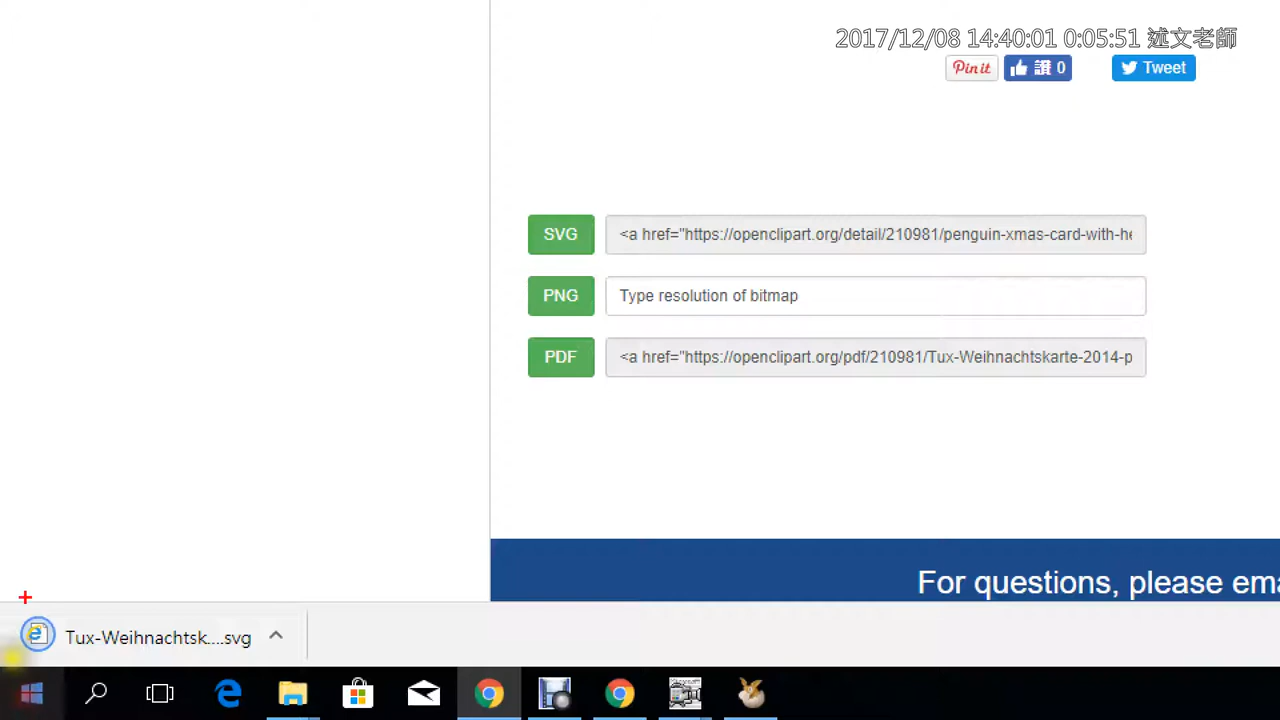 2017/12/08 14:40:01 0:05:51 述文老師
Pin it
讚 0
Tweet
SVG
<a href="https://openclipart.org/detail/210981/penguin-xmas-card-with-he
PNG
Type resolution of bitmap
PDF
<a href="https://openclipart.org/pdf/210981/Tux-Weihnachtskarte-2014-p
For questions, please ema
Tux-Weihnachtsk....svg